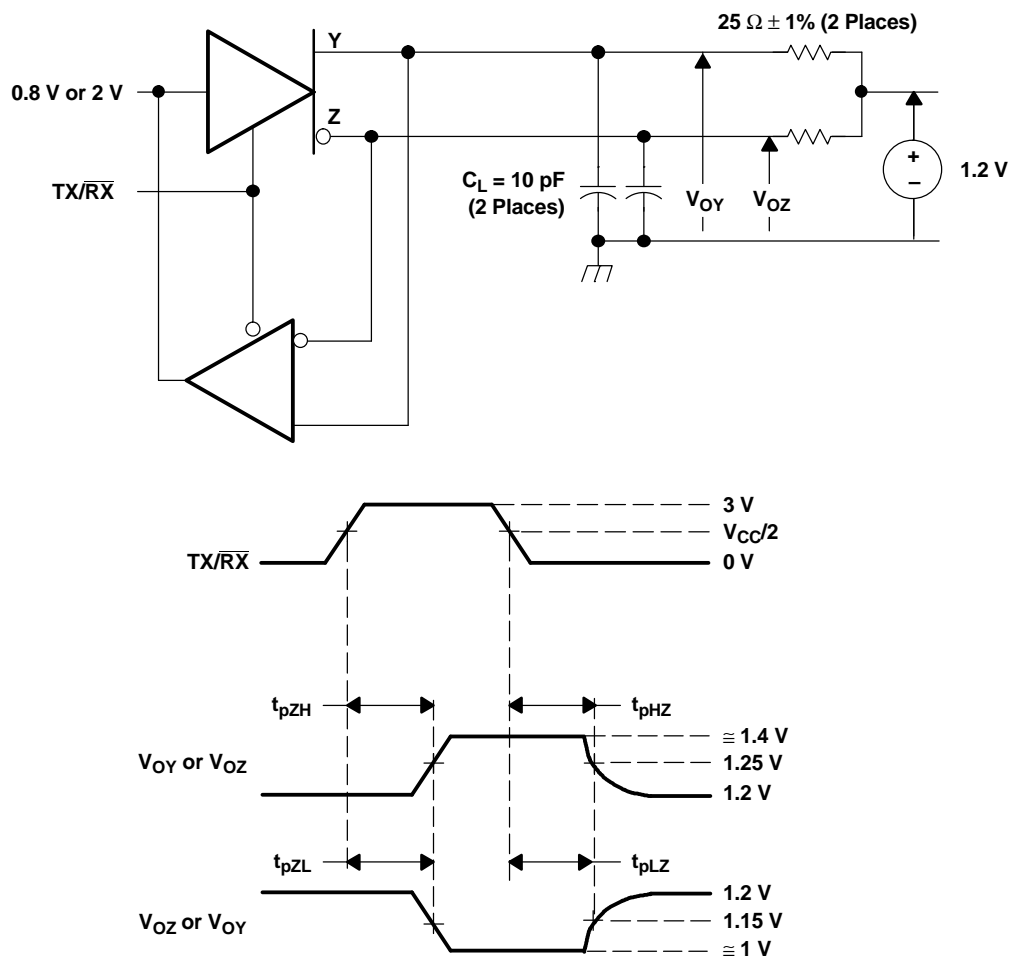 25 Ω ± 1% (2 Places)
Y
0.8 V or 2 V
Z
TX/R̅X̅
C_L = 10 pF
(2 Places)
V_OY
V_OZ
+
−
1.2 V
3 V
V_CC/2
TX/R̅X̅
0 V
t_pZH
t_pHZ
≅ 1.4 V
V_OY or V_OZ
1.25 V
1.2 V
t_pZL
t_pLZ
1.2 V
V_OZ or V_OY
1.15 V
≅ 1 V